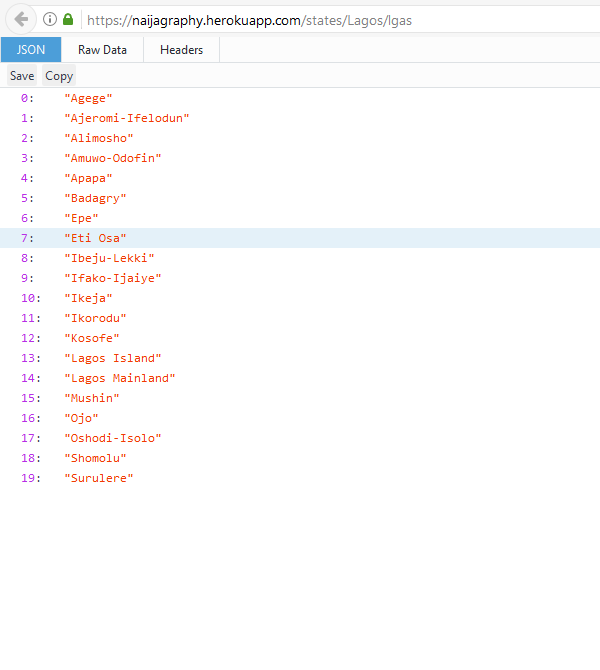 https://naijagraphy.herokuapp.com/states/Lagos/lgas
JSON Raw Data Headers
Save Copy
0: "Agege"
1: "Ajeromi-Ifelodun"
2: "Alimosho"
3: "Amuwo-Odofin"
4: "Apapa"
5: "Badagry"
6: "Epe"
7: "Eti Osa"
8: "Ibeju-Lekki"
9: "Ifako-Ijaiye"
10: "Ikeja"
11: "Ikorodu"
12: "Kosofe"
13: "Lagos Island"
14: "Lagos Mainland"
15: "Mushin"
16: "Ojo"
17: "Oshodi-Isolo"
18: "Shomolu"
19: "Surulere"